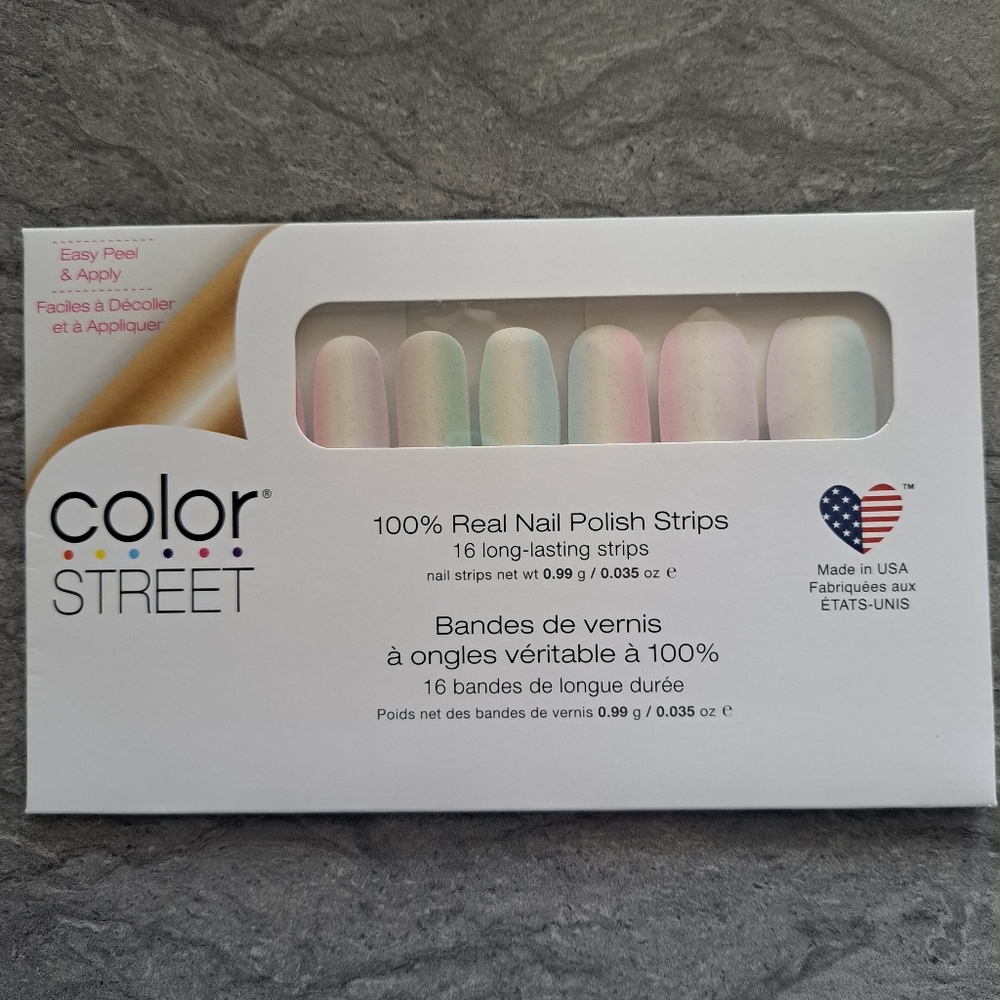 Easy Peel
& Apply
Faciles à Décoller
et à Appliquer
color®
STREET
100% Real Nail Polish Strips
16 long-lasting strips
nail strips net wt 0.99 g / 0.035 oz ℮
Bandes de vernis
à ongles véritable à 100%
16 bandes de longue durée
Poids net des bandes de vernis 0.99 g / 0.035 oz ℮
TM
Made in USA
Fabriquées aux
ÉTATS-UNIS